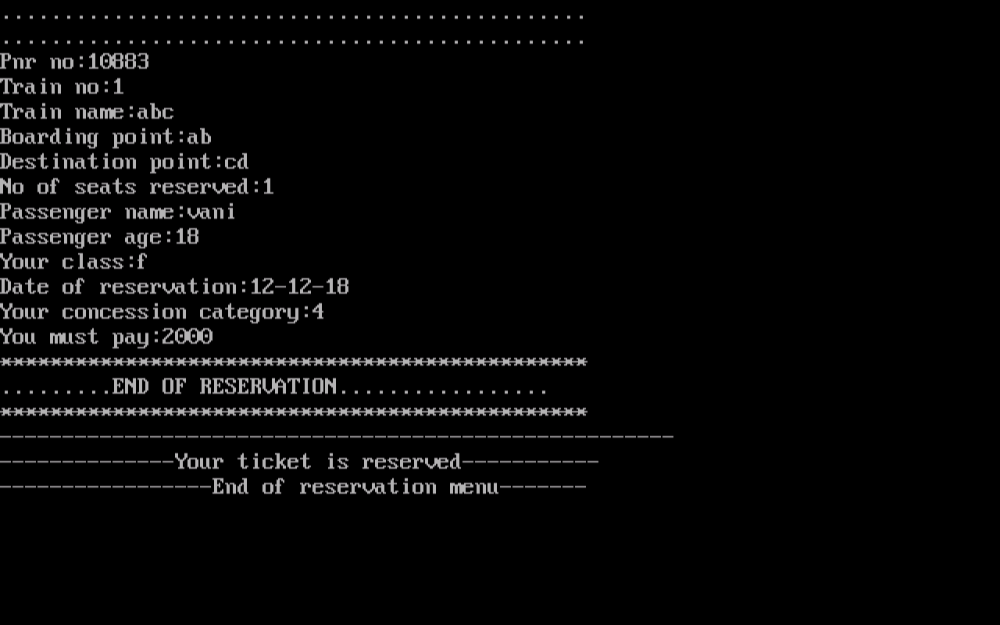 ...............................................
...............................................
Pnr no:10883
Train no:1
Train name:abc
Boarding point:ab
Destination point:cd
No of seats reserved:1
Passenger name:vani
Passenger age:18
Your class:f
Date of reservation:12-12-18
Your concession category:4
You must pay:2000
***********************************************
.........END OF RESERVATION.................
***********************************************
------------------------------------------------------
--------------Your ticket is reserved-----------
-----------------End of reservation menu-------